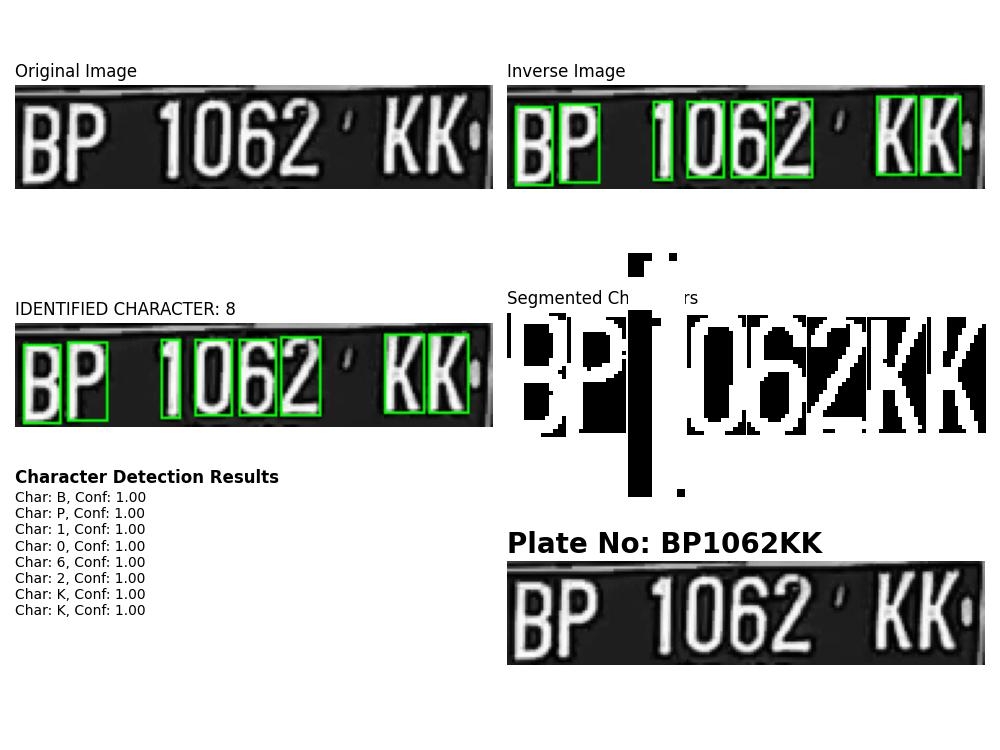 Original Image
BP 1062 KK
Inverse Image
BP 1062 KK
IDENTIFIED CHARACTER: 8
BP 1062 KK
Segmented Ch rs
BP1062KK
Character Detection Results
Char: B, Conf: 1.00
Char: P, Conf: 1.00
Char: 1, Conf: 1.00
Char: 0, Conf: 1.00
Char: 6, Conf: 1.00
Char: 2, Conf: 1.00
Char: K, Conf: 1.00
Char: K, Conf: 1.00
Plate No: BP1062KK
BP 1062 KK